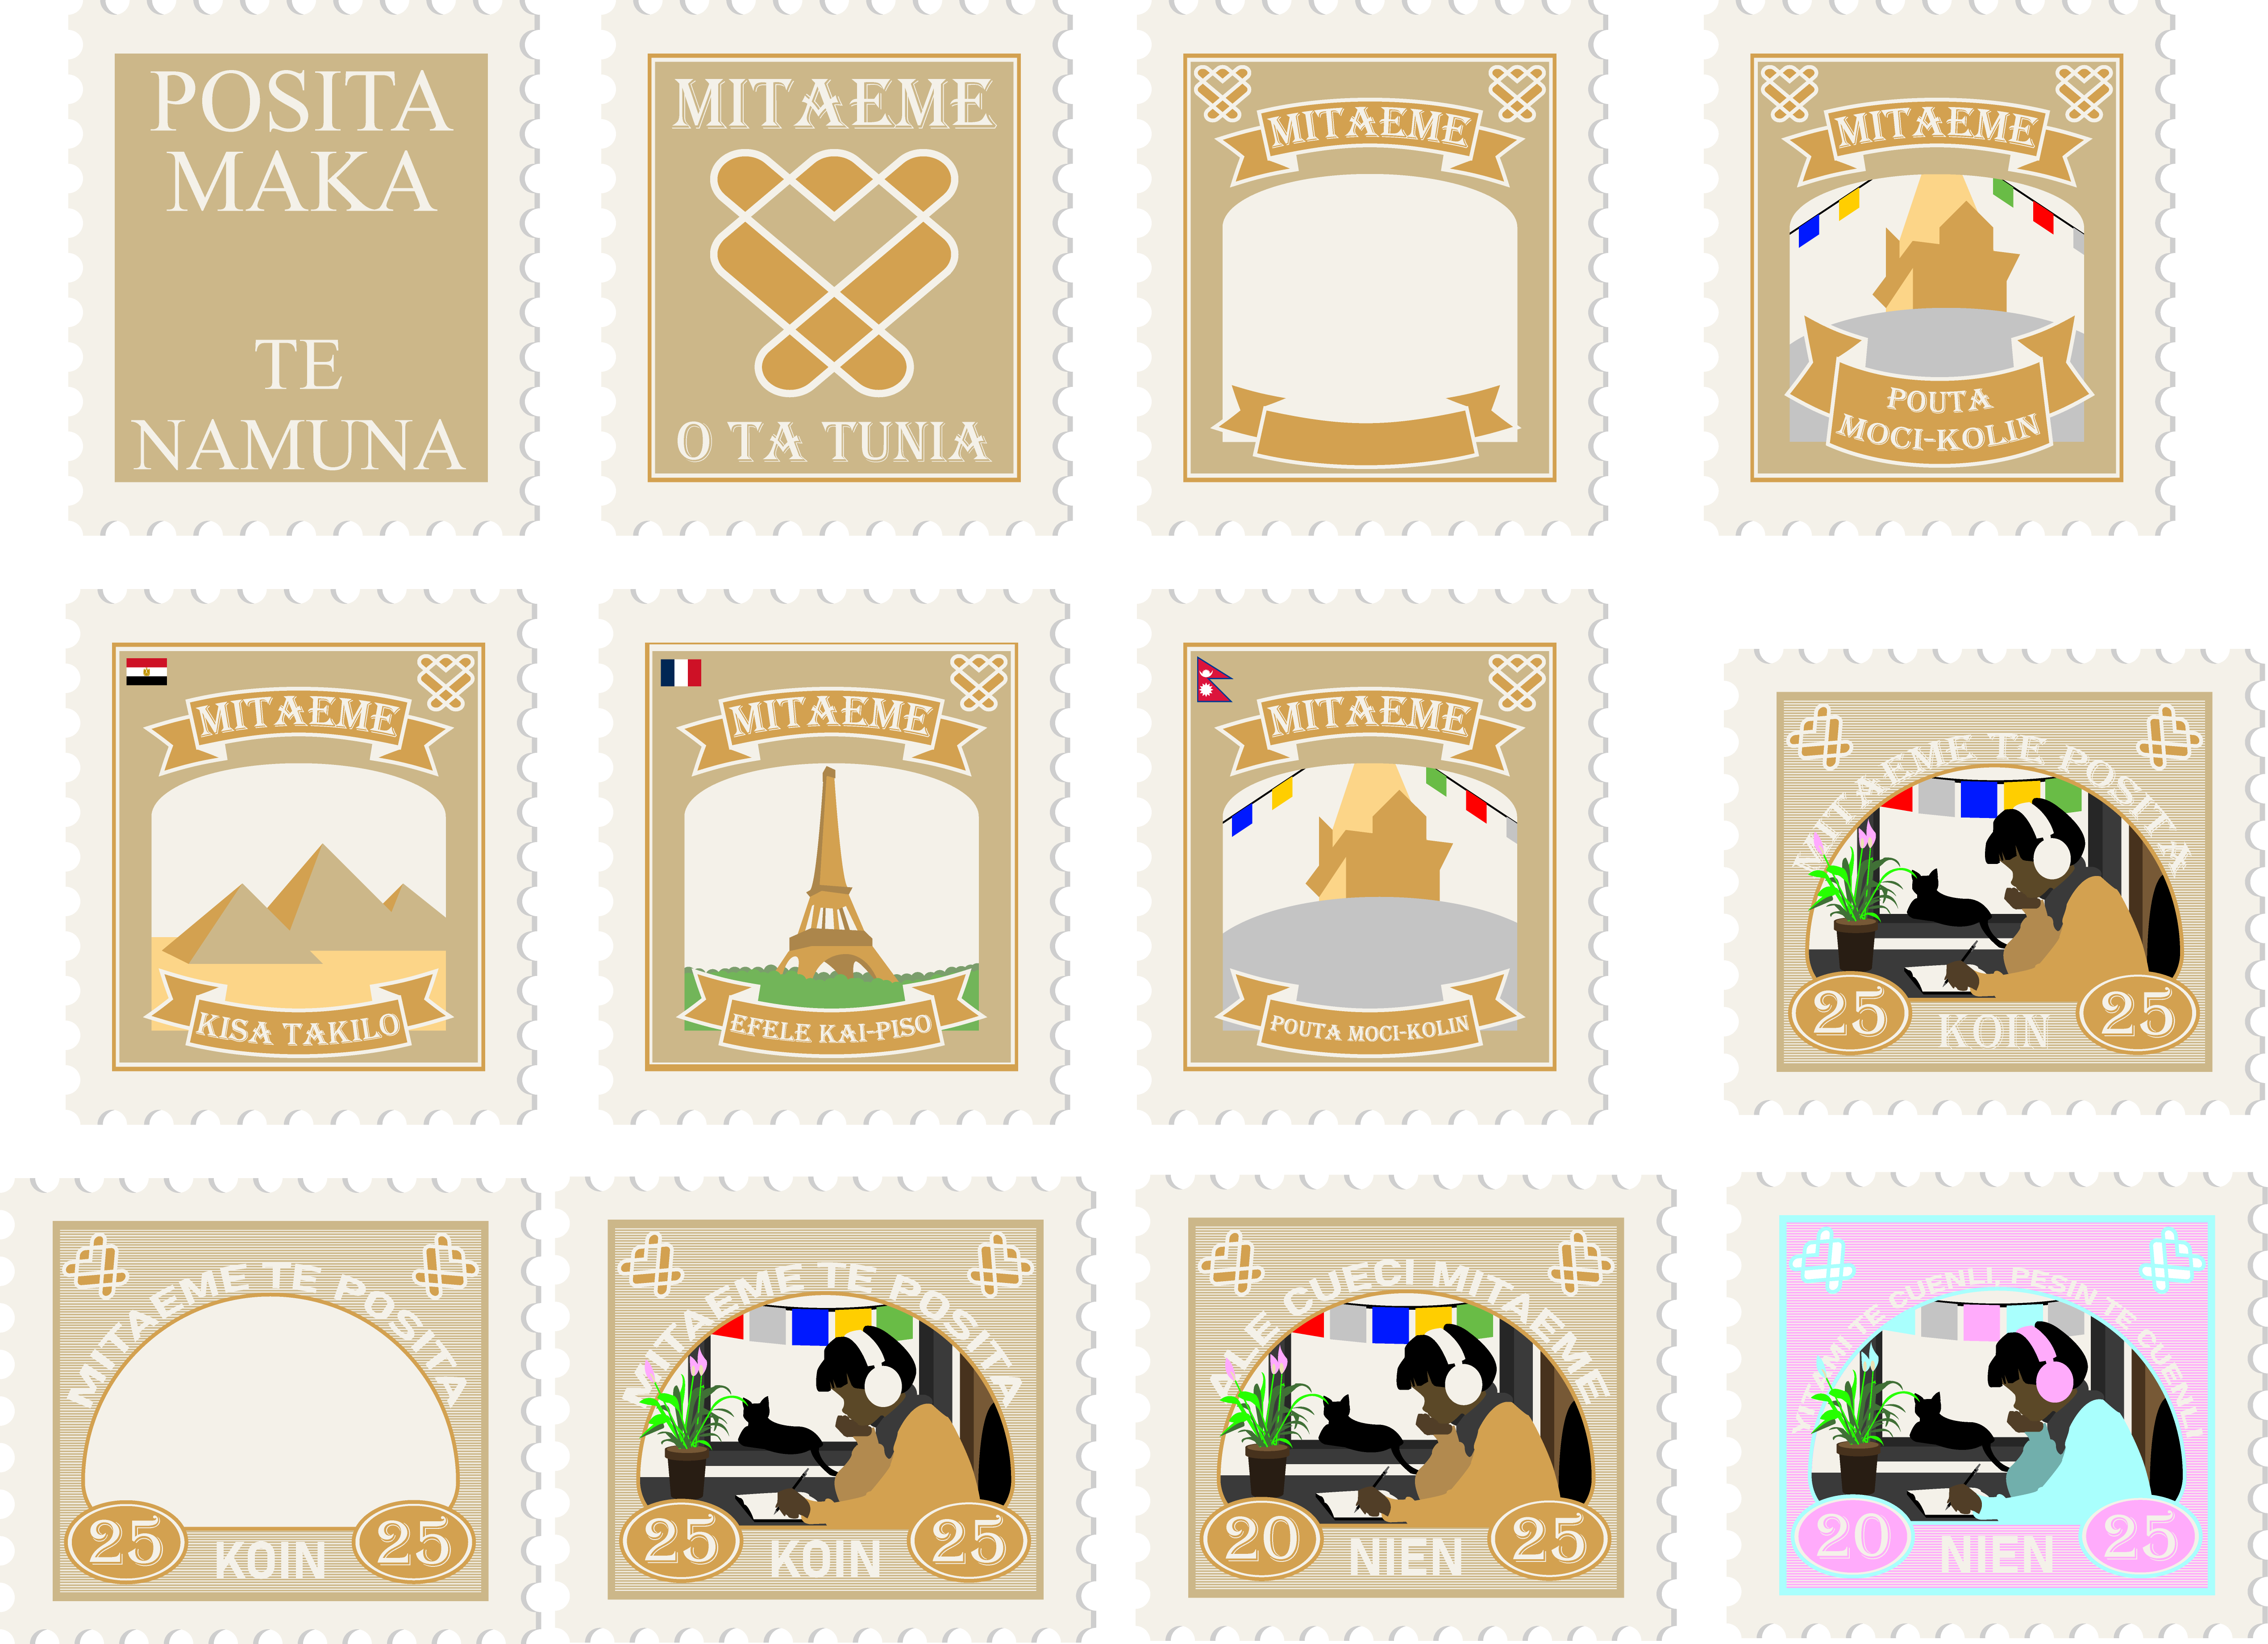 POSITA
MAKA
TE
NAMUNA
MITAEME
O TA TUNIA
MITAEME
MITAEME
POUTA
MOCI-KOLIN
MITAEME
KISA TAKILO
MITAEME
EFELE KAI-PISO
MITAEME
POUTA MOCI-KOLIN
MITAEME TE POSITA
25 KOIN 25
MITAEME TE POSITA
25 KOIN 25
MITAEME TE POSITA
25 KOIN 25
ALE CUECI MITAEME
20 NIEN 25
TE CUENLI, PESIN TE CUENLI
20 NIEN 25